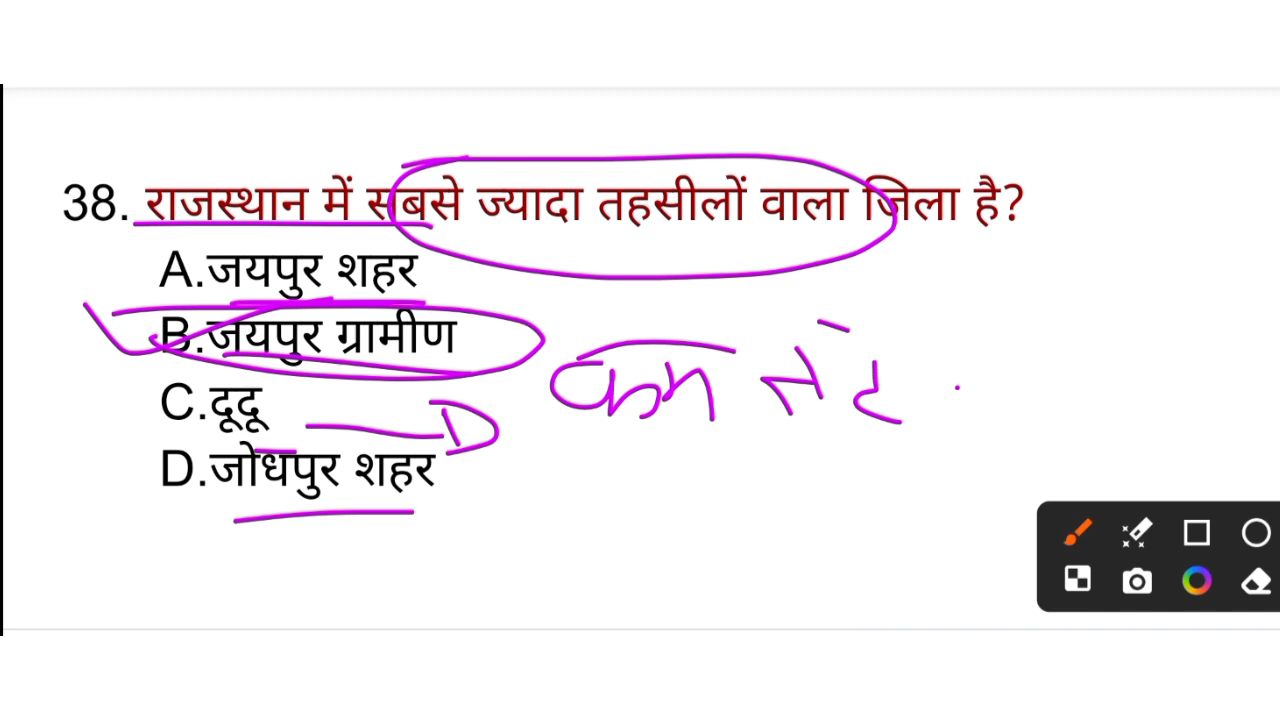 38. राजस्थान में सबसे ज्यादा तहसीलों वाला जिला है?
A.जयपुर शहर
B.जयपुर ग्रामीण
C.दूदू
D
D.जोधपुर शहर